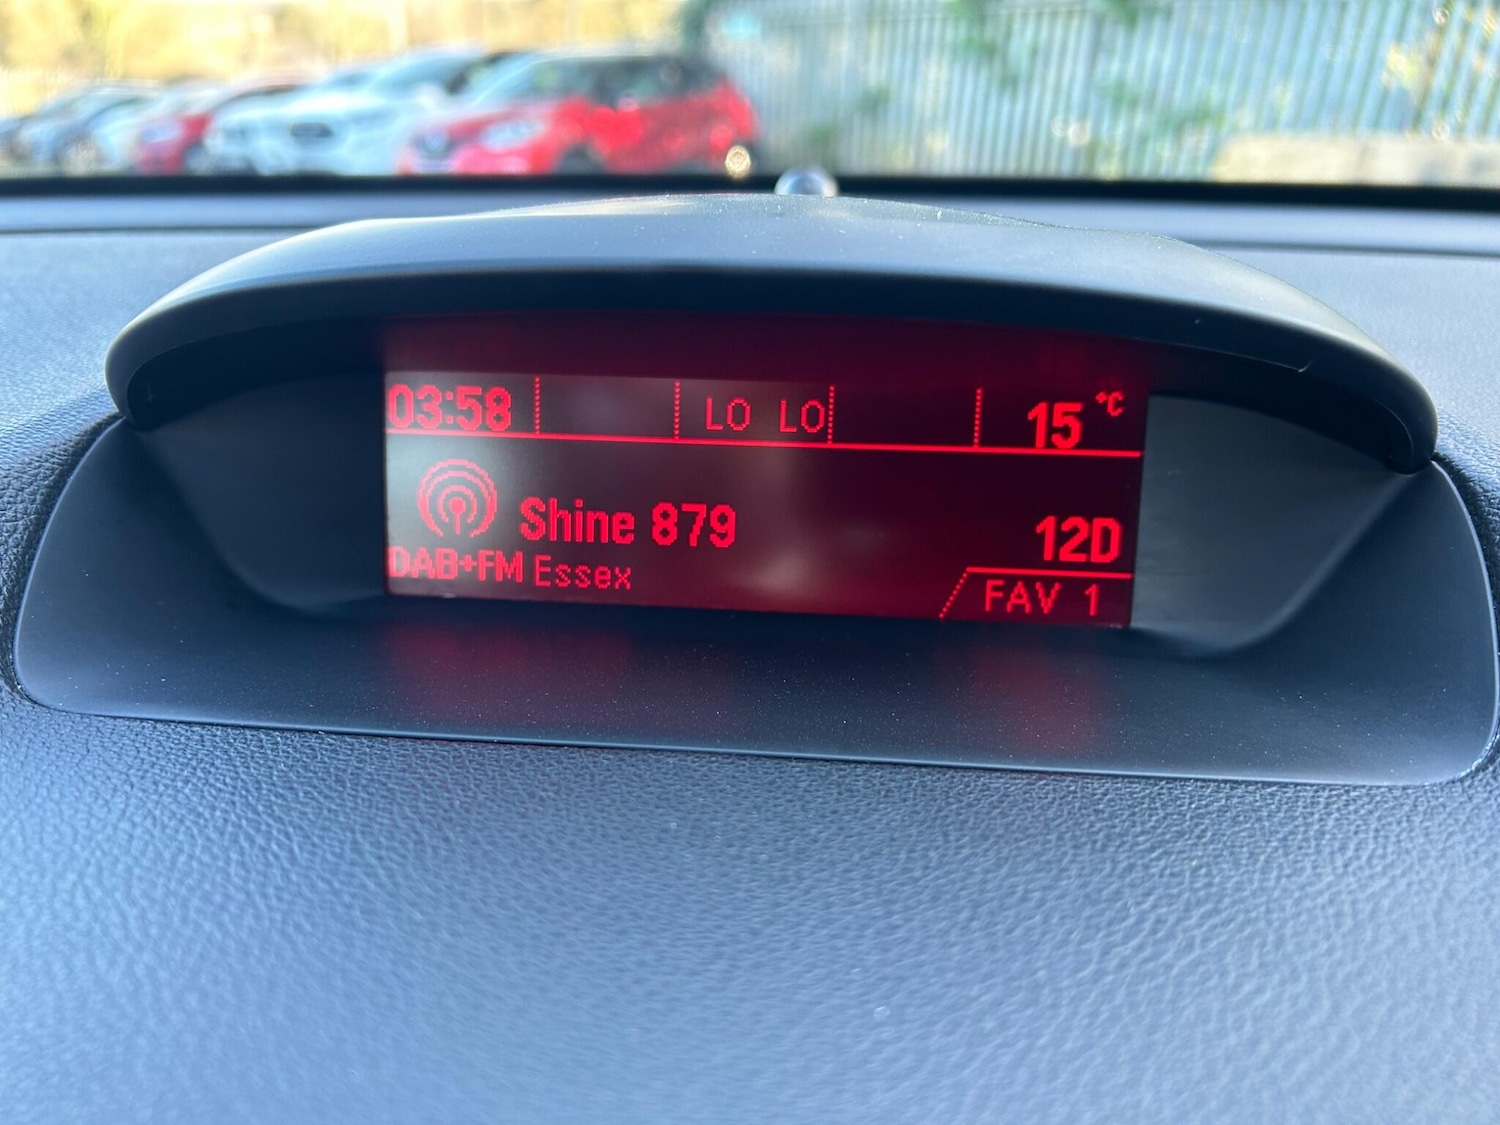 03:58 LO LO 15 °C
Shine 879 12D
DAB+FM Essex FAV 1